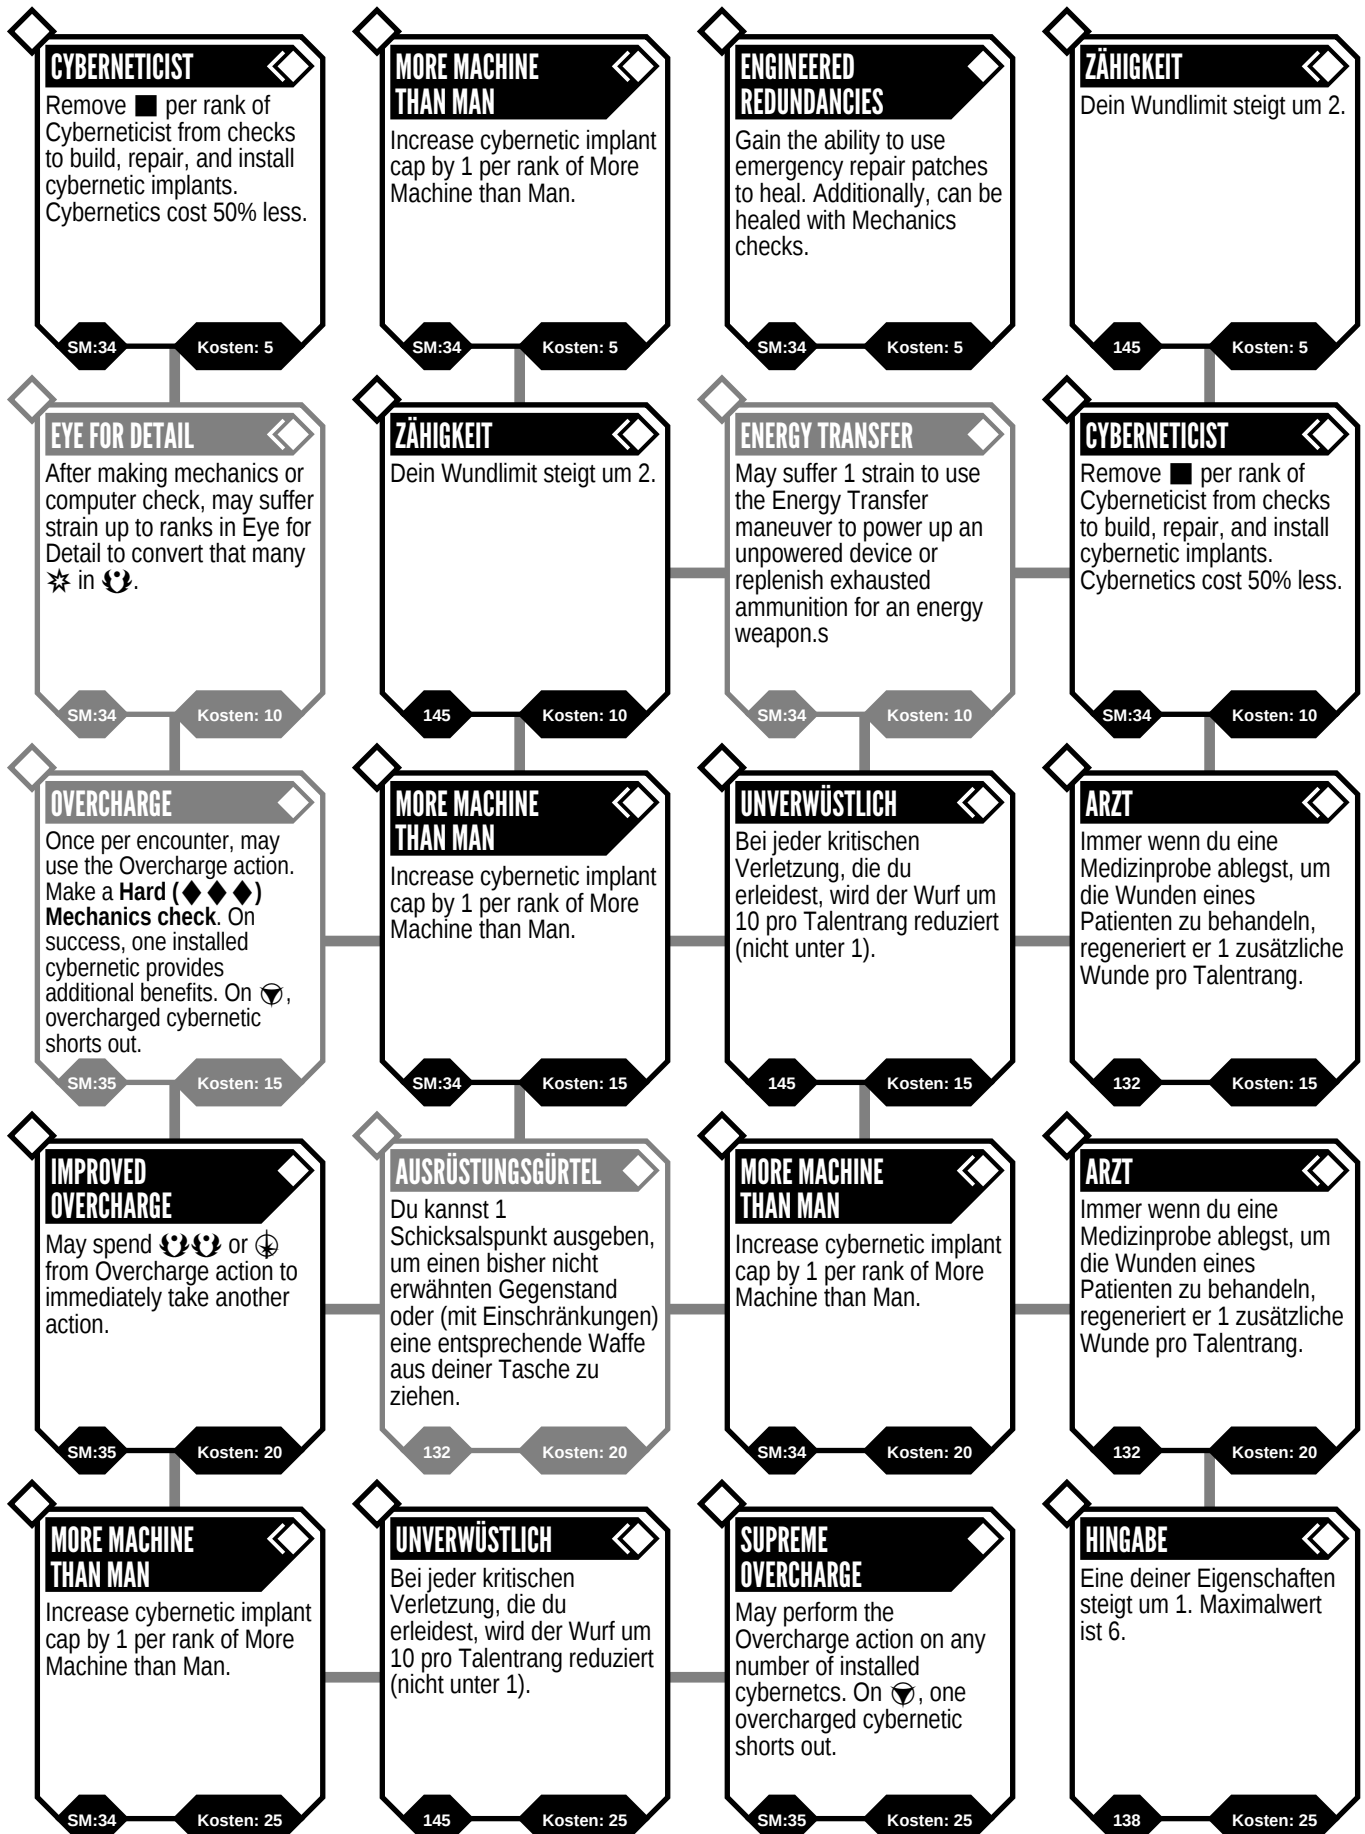 CYBERNETICIST
Remove ■ per rank of
Cyberneticist from checks
to build, repair, and install
cybernetic implants.
Cybernetics cost 50% less.
SM:34
Kosten: 5
MORE MACHINE
THAN MAN
Increase cybernetic implant
cap by 1 per rank of More
Machine than Man.
SM:34
Kosten: 5
ENGINEERED
REDUNDANCIES
Gain the ability to use
emergency repair patches
to heal. Additionally, can be
healed with Mechanics
checks.
SM:34
Kosten: 5
ZÄHIGKEIT
Dein Wundlimit steigt um 2.
145
Kosten: 5
EYE FOR DETAIL
After making mechanics or
computer check, may suffer
strain up to ranks in Eye for
Detail to convert that many
in .
SM:34
Kosten: 10
ZÄHIGKEIT
Dein Wundlimit steigt um 2.
145
Kosten: 10
ENERGY TRANSFER
May suffer 1 strain to use
the Energy Transfer
maneuver to power up an
unpowered device or
replenish exhausted
ammunition for an energy
weapon.s
SM:34
Kosten: 10
CYBERNETICIST
Remove ■ per rank of
Cyberneticist from checks
to build, repair, and install
cybernetic implants.
Cybernetics cost 50% less.
SM:34
Kosten: 10
OVERCHARGE
Once per encounter, may
use the Overcharge action.
Make a Hard (♦♦♦)
Mechanics check. On
success, one installed
cybernetic provides
additional benefits. On ,
overcharged cybernetic
shorts out.
SM:35
Kosten: 15
MORE MACHINE
THAN MAN
Increase cybernetic implant
cap by 1 per rank of More
Machine than Man.
SM:34
Kosten: 15
UNVERWÜSTLICH
Bei jeder kritischen
Verletzung, die du
erleidest, wird der Wurf um
10 pro Talentrang reduziert
(nicht unter 1).
145
Kosten: 15
ARZT
Immer wenn du eine
Medizinprobe ablegst, um
die Wunden eines
Patienten zu behandeln,
regeneriert er 1 zusätzliche
Wunde pro Talentrang.
132
Kosten: 15
IMPROVED
OVERCHARGE
May spend or
from Overcharge action to
immediately take another
action.
SM:35
Kosten: 20
AUSRÜSTUNGSGÜRTEL
Du kannst 1
Schicksalspunkt ausgeben,
um einen bisher nicht
erwähnten Gegenstand
oder (mit Einschränkungen)
eine entsprechende Waffe
aus deiner Tasche zu
ziehen.
132
Kosten: 20
MORE MACHINE
THAN MAN
Increase cybernetic implant
cap by 1 per rank of More
Machine than Man.
SM:34
Kosten: 20
ARZT
Immer wenn du eine
Medizinprobe ablegst, um
die Wunden eines
Patienten zu behandeln,
regeneriert er 1 zusätzliche
Wunde pro Talentrang.
132
Kosten: 20
MORE MACHINE
THAN MAN
Increase cybernetic implant
cap by 1 per rank of More
Machine than Man.
SM:34
Kosten: 25
UNVERWÜSTLICH
Bei jeder kritischen
Verletzung, die du
erleidest, wird der Wurf um
10 pro Talentrang reduziert
(nicht unter 1).
145
Kosten: 25
SUPREME
OVERCHARGE
May perform the
Overcharge action on any
number of installed
cybernetcs. On , one
overcharged cybernetic
shorts out.
SM:35
Kosten: 25
HINGABE
Eine deiner Eigenschaften
steigt um 1. Maximalwert
ist 6.
138
Kosten: 25